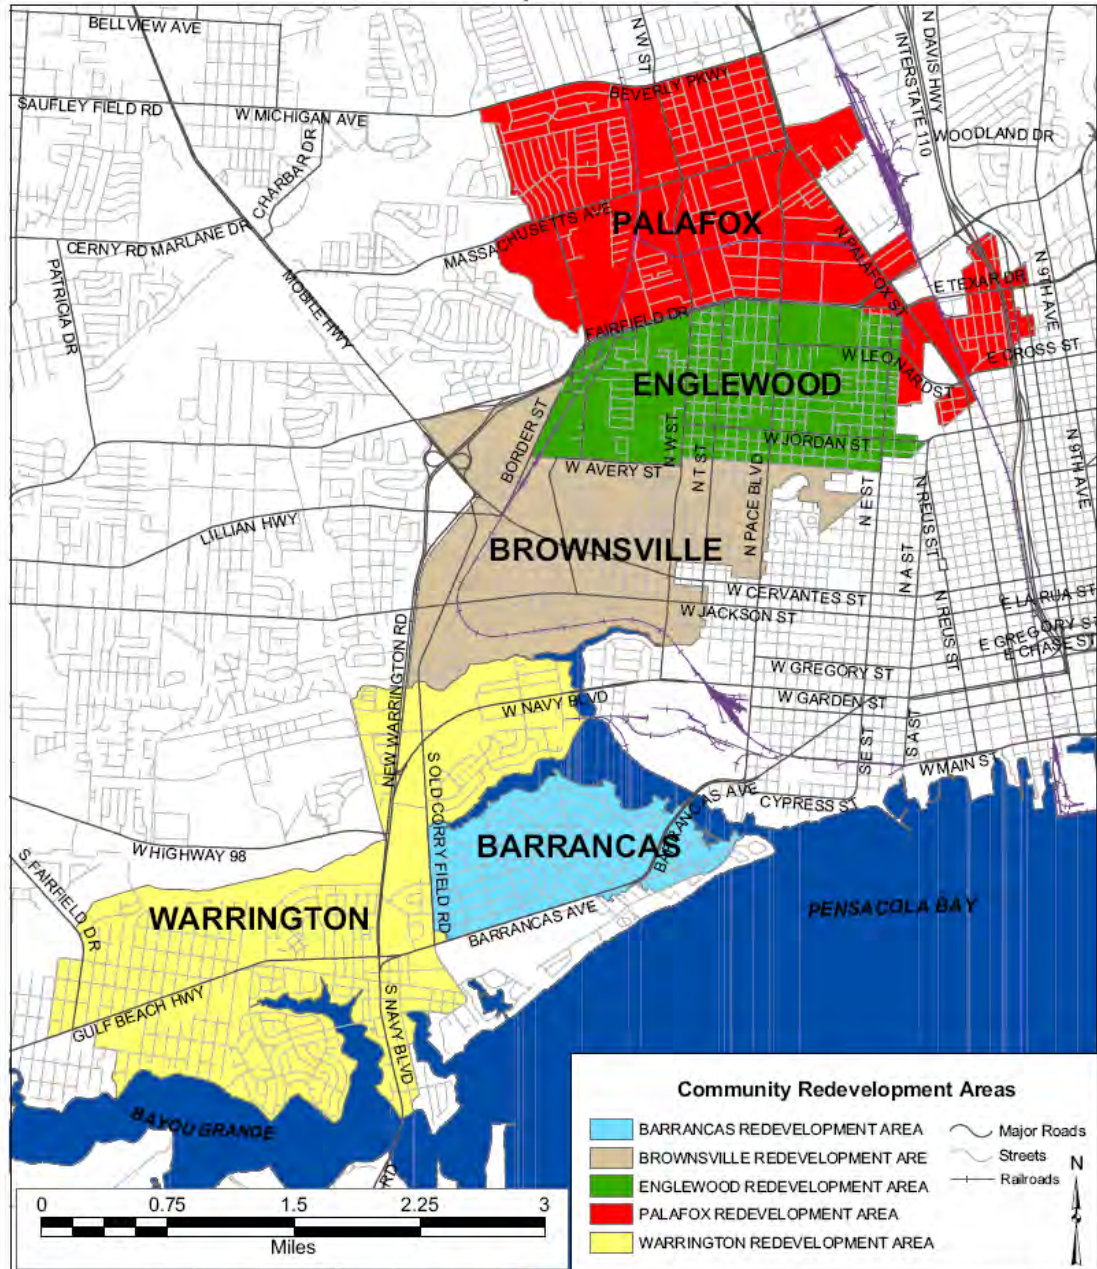 BELLVIEW AVE
SAUFLEY FIELD RD
W MICHIGAN AVE
CHARBAR DR
CERNY RD MARLANE DR
PATRICIA DR
MOBILE HWY
N W ST
BEVERLY PKWY
INTERSTATE 110
N DAVIS HWY
WOODLAND DR
MASSACHUSETTS AVE
PALAFOX
N PALAFOX ST
E TEXAR DR
N 9TH AVE
FAIRFIELD DR
W LEONARD ST
E CROSS ST
ENGLEWOOD
BORDER ST
N W ST
W JORDAN ST
N 9TH AVE
W AVERY ST
N T ST
N PACE BLVD
N E ST
N REUS ST
LILLIAN HWY
BROWNSVILLE
N A ST
W CERVANTES ST
W JACKSON ST
E LA RUA ST
N REUS ST
E GREGORY ST
E CHASE ST
NEW WARRINGTON RD
W GREGORY ST
W NAVY BLVD
W GARDEN ST
S E ST
S A ST
S OLD CORRY FIELD RD
W MAIN ST
CYPRESS ST
W HIGHWAY 98
BARRANCAS
BARRANCAS AVE
S FAIRFIELD DR
WARRINGTON
BARRANCAS AVE
PENSACOLA BAY
GULF BEACH HWY
S NAVY BLVD
BAYOU GRANDE
RD
Community Redevelopment Areas
BARRANCAS REDEVELOPMENT AREA
BROWNSVILLE REDEVELOPMENT ARE
ENGLEWOOD REDEVELOPMENT AREA
PALAFOX REDEVELOPMENT AREA
WARRINGTON REDEVELOPMENT AREA
Major Roads
Streets
Railroads
N
0 0.75 1.5 2.25 3
Miles